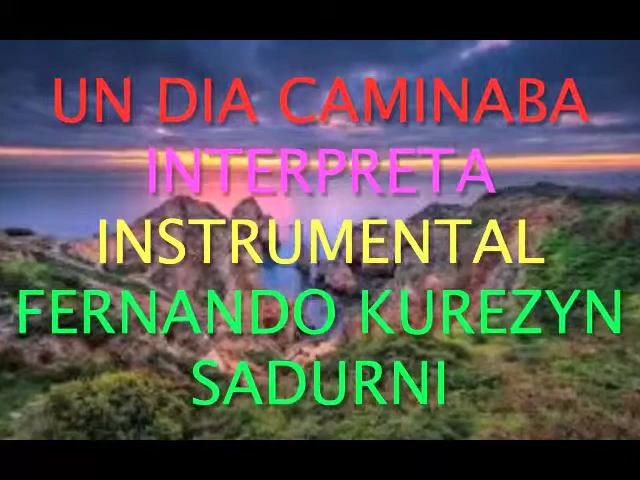 UN DIA CAMINABA
INTERPRETA
INSTRUMENTAL
FERNANDO KUREZYN
SADURNI